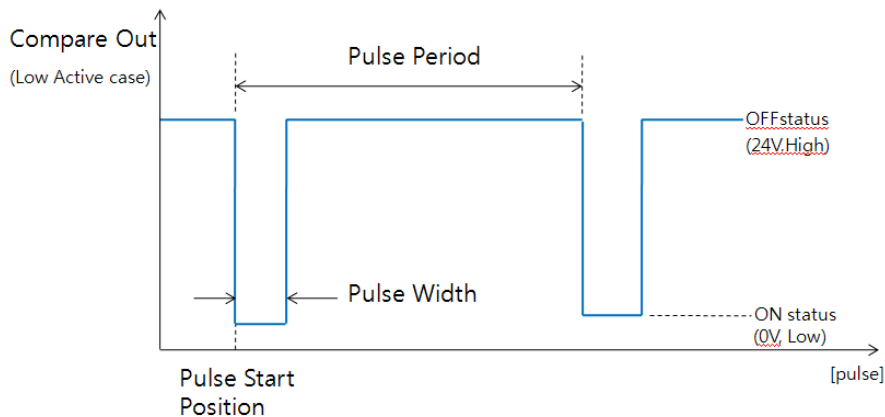 Compare Out
(Low Active case)
Pulse Period
OFFstatus
(24V.High)
Pulse Width
ON status
(0V, Low)
[pulse]
Pulse Start
Position